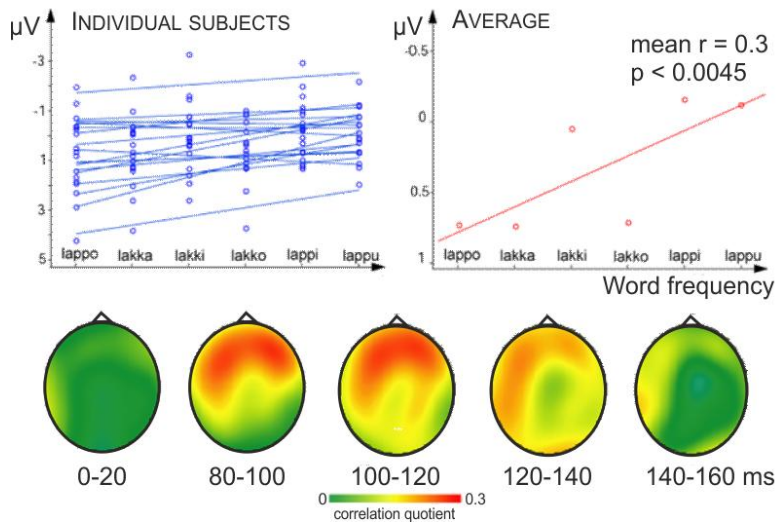 µV INDIVIDUAL SUBJECTS
-3
-1
1
3
5
lappo lakka lakki lakko lappi lappu
µV AVERAGE
mean r = 0.3
p < 0.0045
-0.5
0
0.5
1
lappo lakka lakki lakko lappi lappu
Word frequency
0-20 80-100 100-120 120-140 140-160 ms
0 0.3
correlation quotient